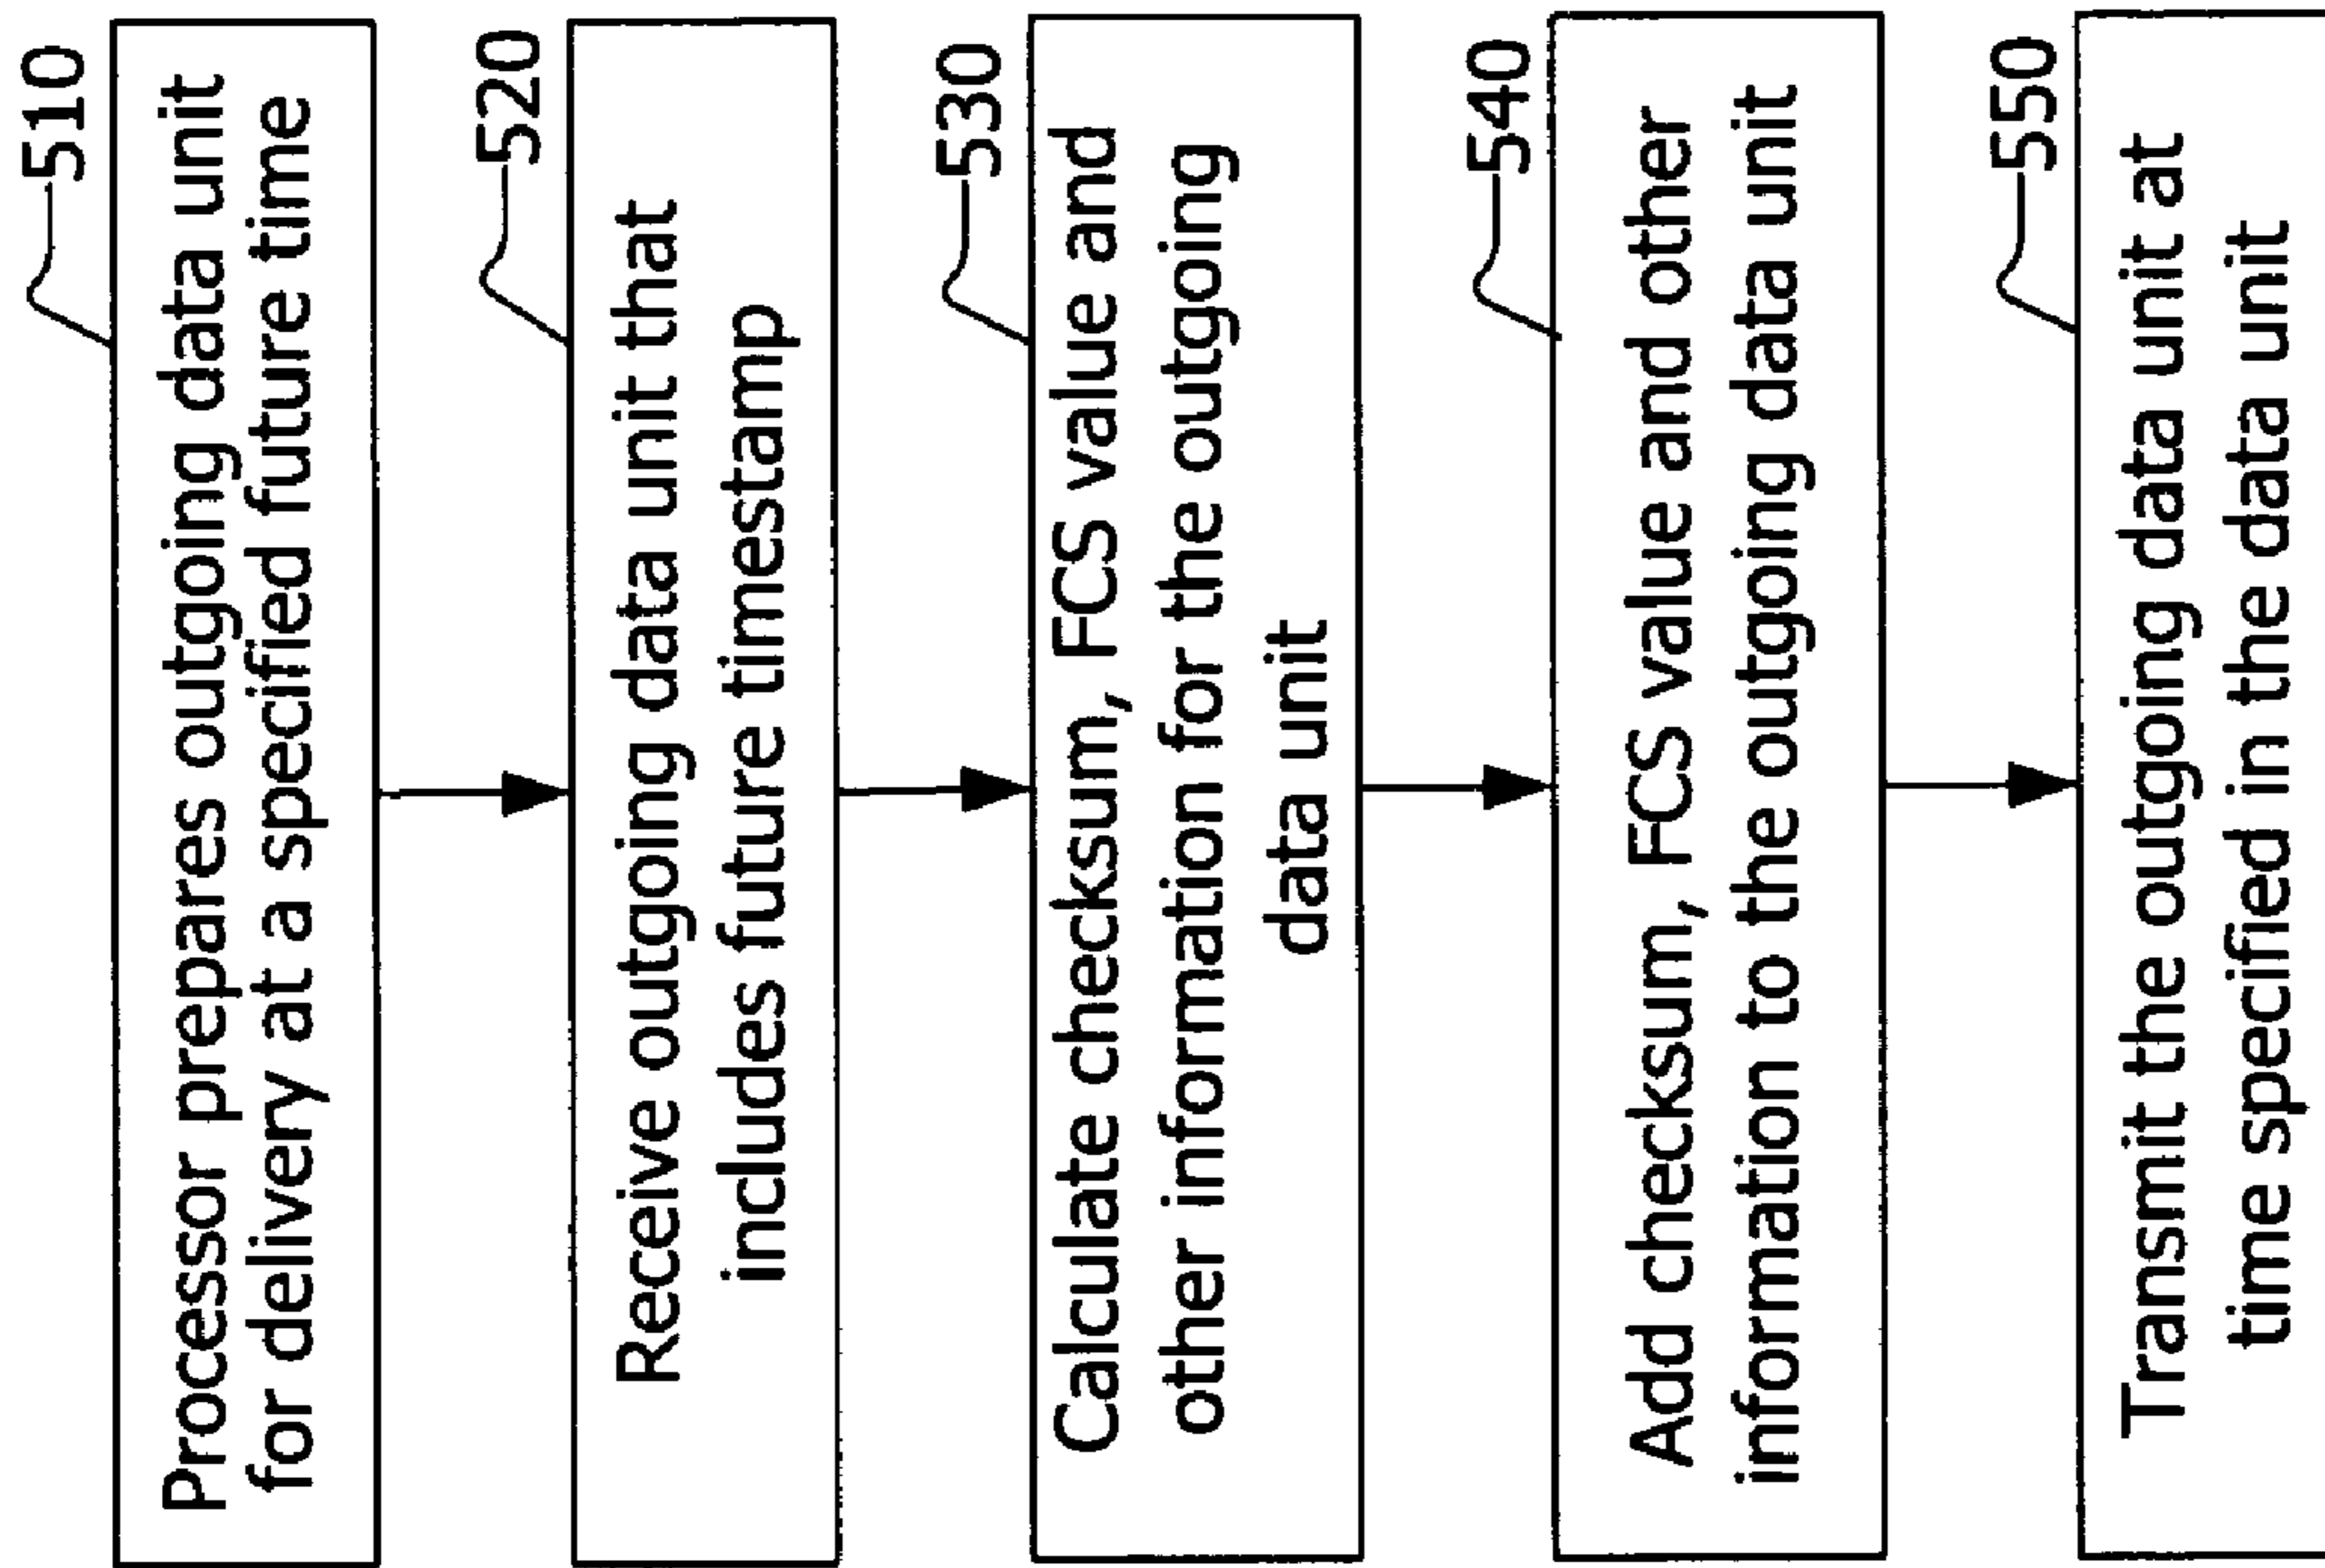 510
Processor prepares outgoing data unit
for delivery at a specified future time
520
Receive outgoing data unit that
includes future timestamp
530
Calculate checksum, FCS value and
other information for the outgoing
data unit
540
Add checksum, FCS value and other
information to the outgoing data unit
550
Transmit the outgoing data unit at
time specified in the data unit